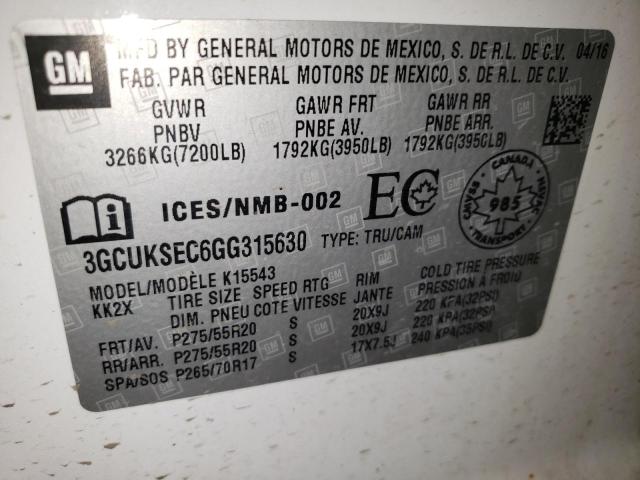 GM
MFD BY GENERAL MOTORS DE MEXICO, S. DE R.L. DE C.V. 04/16
FAB. PAR GENERAL MOTORS DE MEXICO, S. DE R.L. DE C.V.
GVWR GAWR FRT GAWR RR
PNBV PNBE AV. PNBE ARR.
3266KG(7200LB) 1792KG(3950LB) 1792KG(3950LB)
i ICES/NMB-002 EC
CANADA
CMVSS NSVAC
985
TRANSPORT
3GCUKSEC6GG315630 TYPE: TRU/CAM
MODEL/MODÈLE K15543
KK2X TIRE SIZE SPEED RTG RIM COLD TIRE PRESSURE
DIM. PNEU COTE VITESSE JANTE PRESSION A FROID
FRT/AV. P275/55R20 S 20X9J 220 KPA(32PSI)
RR/ARR. P275/55R20 S 20X9J 220 KPA(32PSI)
SPA/SOS P265/70R17 S 17X7.5J 240 KPA(35PSI)